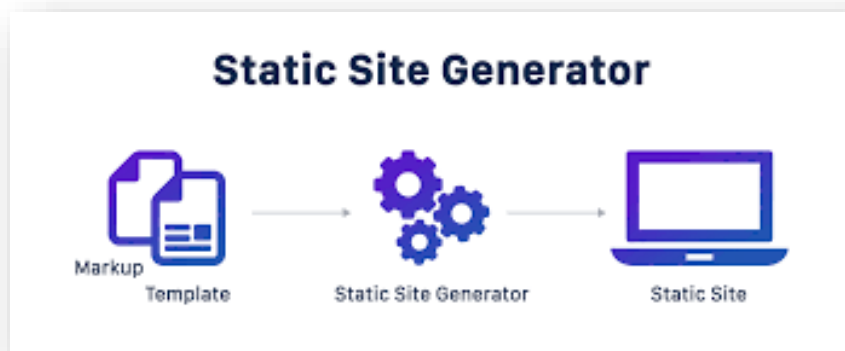 Static Site Generator
Markup
Template
Static Site Generator
Static Site